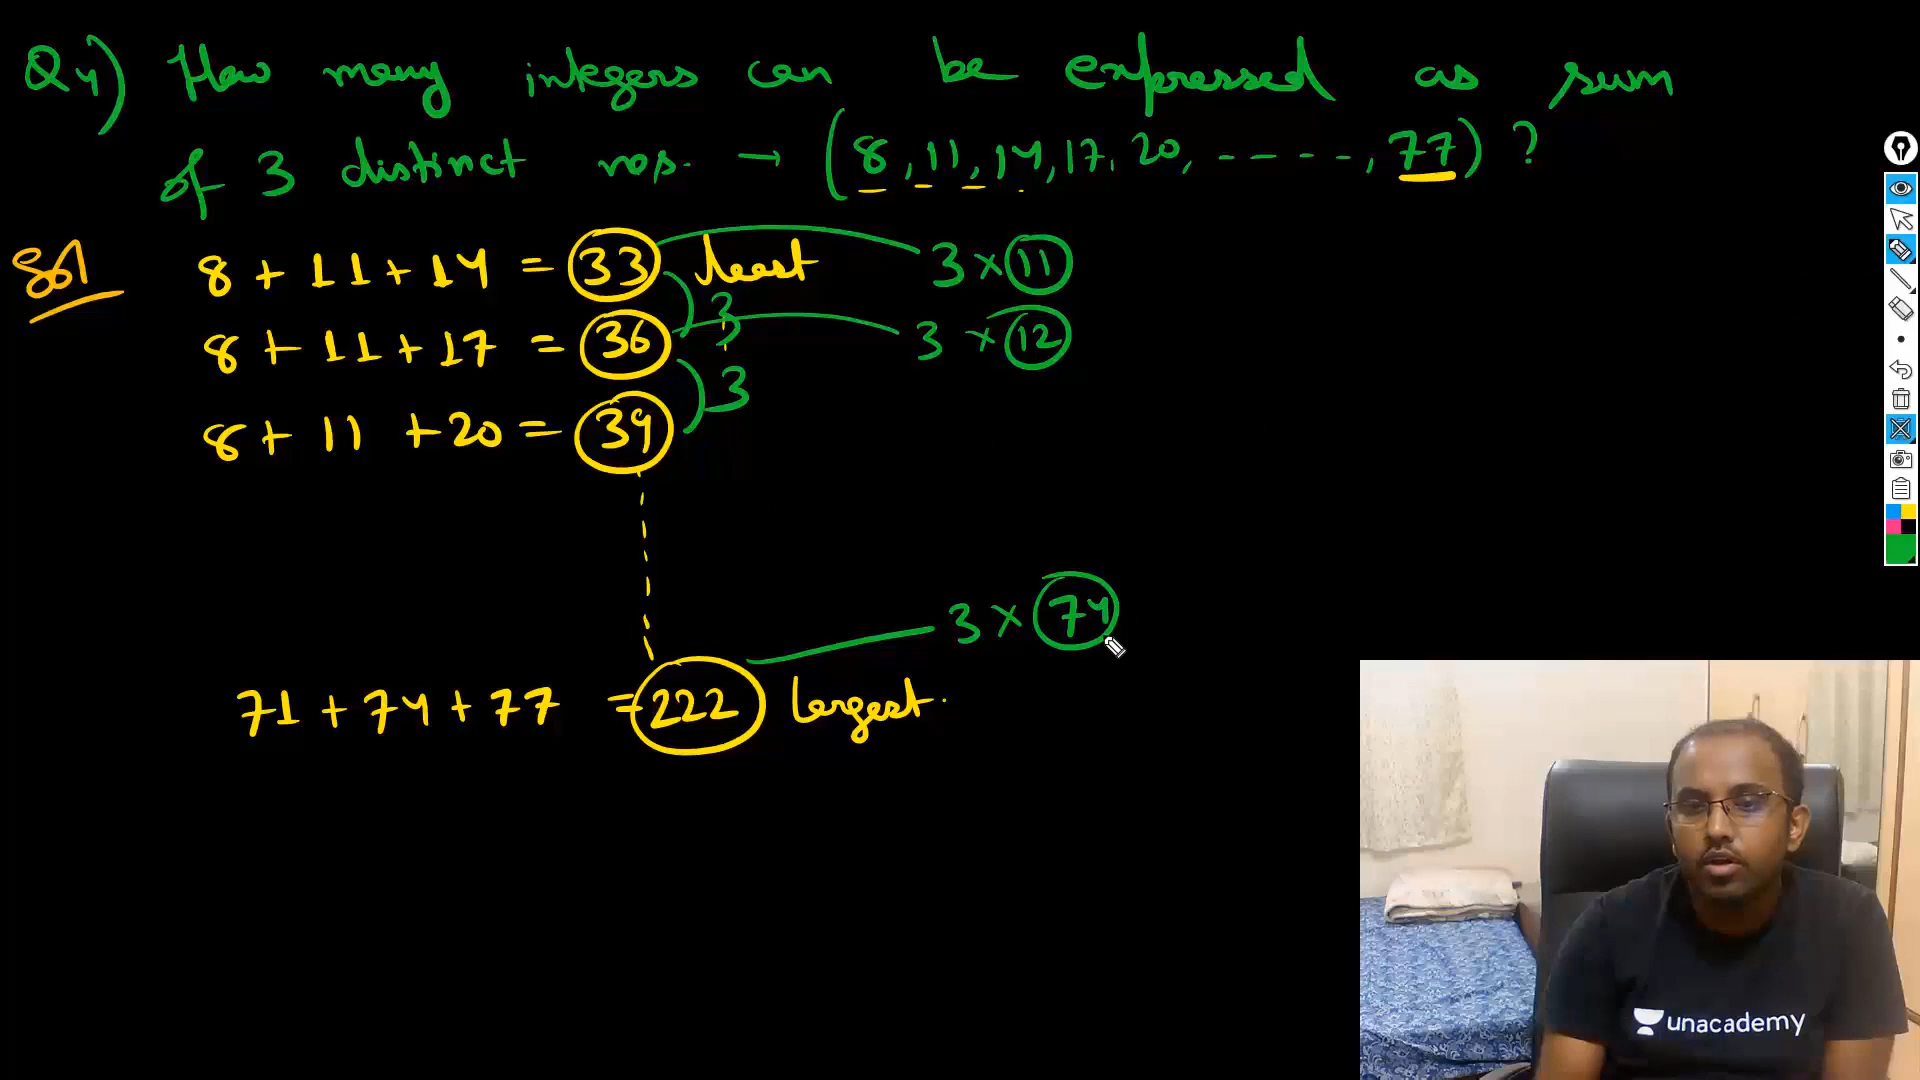 Q4) How many integers can be expressed as sum
of 3 distinct nos. → (8, 11, 14, 17, 20, - - - - -, 77) ?
Sol
8 + 11 + 14 = 33 least 3 × 11
3
8 + 11 + 17 = 36 3 × 12
3
8 + 11 + 20 = 39
3 × 74
71 + 74 + 77 = 222 largest.
unacademy